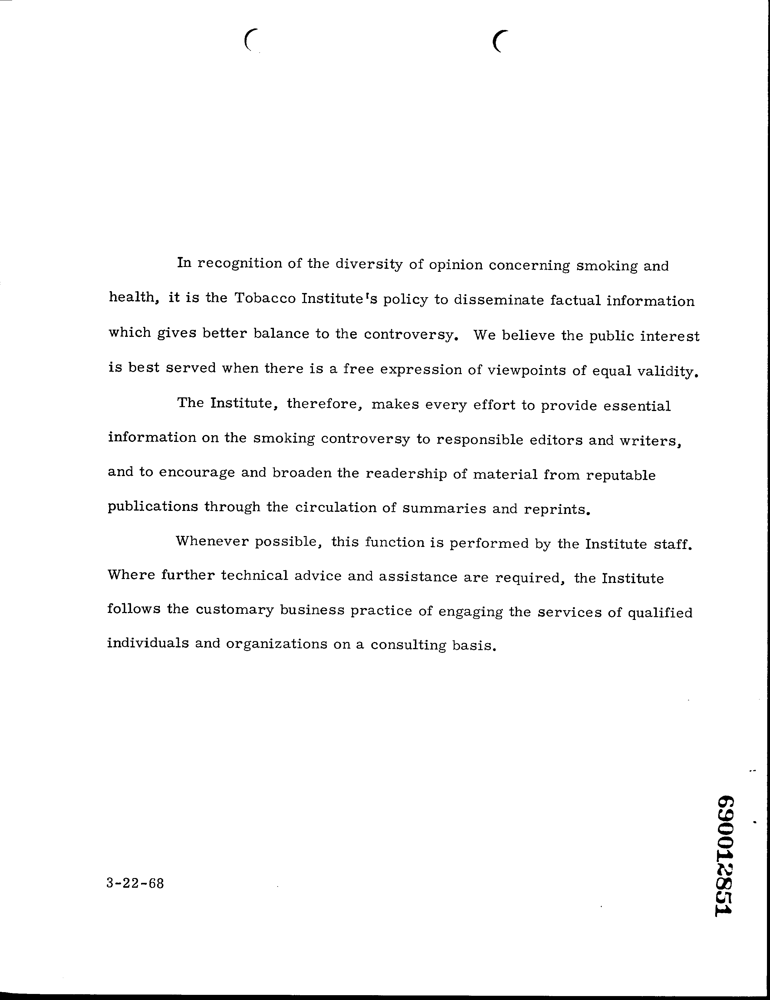 In recognition of the diversity of opinion concerning smoking and
health, it is the Tobacco Institute's policy to disseminate factual information
which gives better balance to the controversy. We believe the public interest
is best served when there is a free expression of viewpoints of equal validity.
The Institute, therefore, makes every effort to provide essential
information on the smoking controversy to responsible editors and writers,
and to encourage and broaden the readership of material from reputable
publications through the circulation of summaries and reprints.
Whenever possible, this function is performed by the Institute staff.
Where further technical advice and assistance are required, the Institute
follows the customary business practice of engaging the services of qualified
individuals and organizations on a consulting basis.
3-22-68
690012851